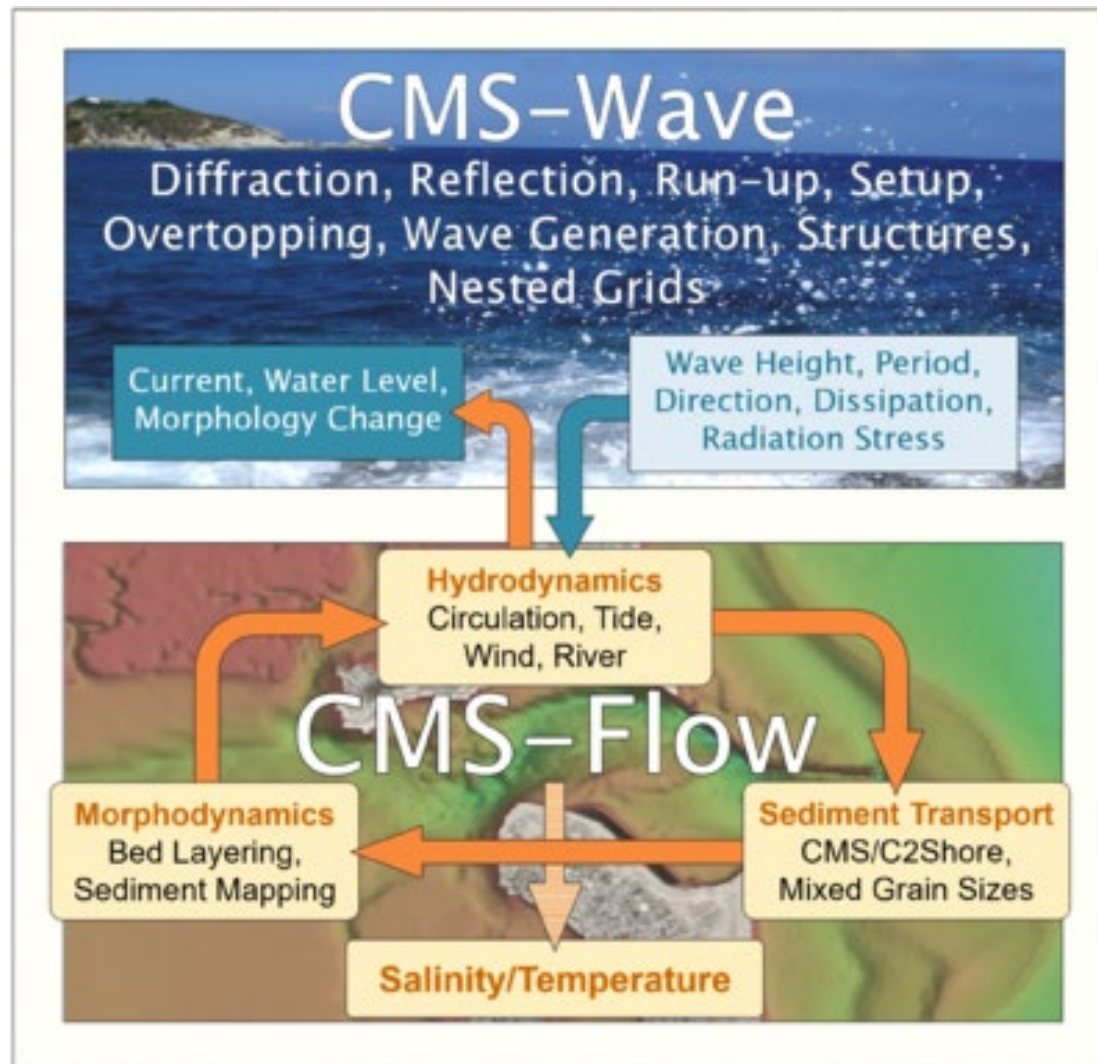 CMS-Wave
Diffraction, Reflection, Run-up, Setup,
Overtopping, Wave Generation, Structures,
Nested Grids
Current, Water Level,
Morphology Change
Wave Height, Period,
Direction, Dissipation,
Radiation Stress
Hydrodynamics
Circulation, Tide,
Wind, River
CMS-Flow
Morphodynamics
Bed Layering,
Sediment Mapping
Sediment Transport
CMS/C2Shore,
Mixed Grain Sizes
Salinity/Temperature